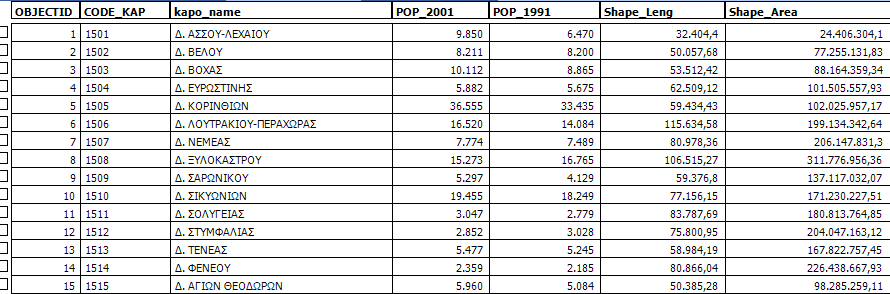 OBJECTID CODE_KAP kapo_name POP_2001 POP_1991 Shape_Leng Shape_Area
1 1501 Δ. ΑΣΣΟΥ-ΛΕΧΑΙΟΥ 9.850 6.470 32.404,4 24.406.304,1
2 1502 Δ. ΒΕΛΟΥ 8.211 8.200 50.057,68 77.255.131,83
3 1503 Δ. ΒΟΧΑΣ 10.112 8.865 53.512,42 88.164.359,34
4 1504 Δ. ΕΥΡΩΣΤΙΝΗΣ 5.882 5.675 62.509,12 101.505.557,93
5 1505 Δ. ΚΟΡΙΝΘΙΩΝ 36.555 33.435 59.434,43 102.025.957,17
6 1506 Δ. ΛΟΥΤΡΑΚΙΟΥ-ΠΕΡΑΧΩΡΑΣ 16.520 14.084 115.634,58 199.134.342,64
7 1507 Δ. ΝΕΜΕΑΣ 7.774 7.489 80.978,36 206.147.831,3
8 1508 Δ. ΞΥΛΟΚΑΣΤΡΟΥ 15.273 16.765 106.515,27 311.776.956,36
9 1509 Δ. ΣΑΡΩΝΙΚΟΥ 5.297 4.129 59.376,8 137.117.032,07
10 1510 Δ. ΣΙΚΥΩΝΙΩΝ 19.455 18.249 77.156,15 171.230.227,51
11 1511 Δ. ΣΟΛΥΓΕΙΑΣ 3.047 2.779 83.787,69 180.813.764,85
12 1512 Δ. ΣΤΥΜΦΑΛΙΑΣ 2.852 3.028 75.800,95 204.047.163,12
13 1513 Δ. ΤΕΝΕΑΣ 5.477 5.245 58.984,19 167.822.757,45
14 1514 Δ. ΦΕΝΕΟΥ 2.359 2.185 80.866,04 226.438.667,93
15 1515 Δ. ΑΓΙΩΝ ΘΕΟΔΩΡΩΝ 5.960 5.084 50.385,28 98.285.259,11